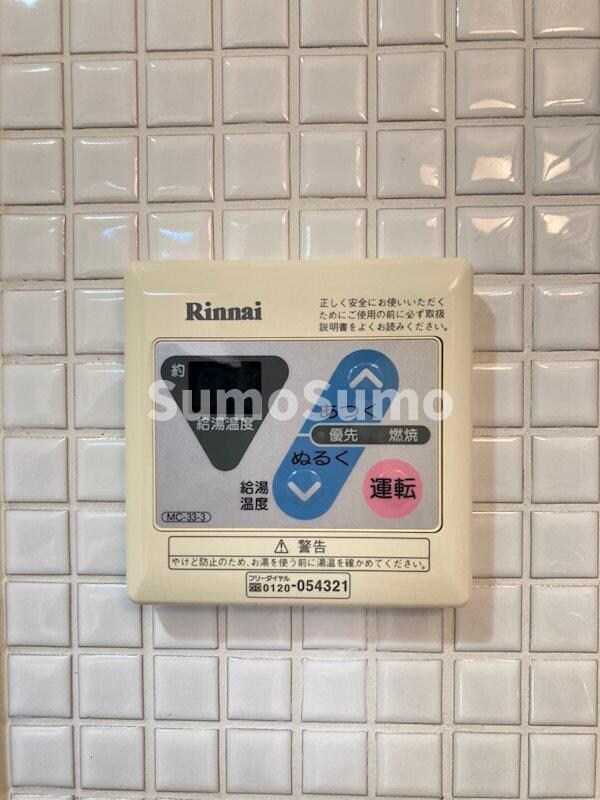 Rinnai
正しく安全にお使いいただく
ためにご使用の前に必ず取扱
説明書をよくお読みください。
約
給湯温度
SumoSumo
あつく
優先 燃焼
ぬるく
給湯
温度
運転
MC-33-3
⚠ 警告
やけど防止のため、お湯を使う前に湯温を確かめてください。
フリーダイヤル
0120-054321